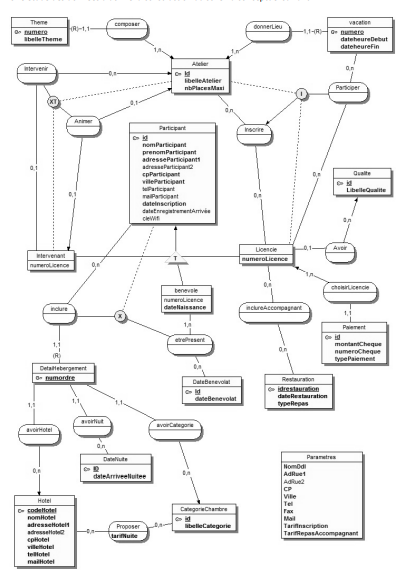 Theme
numero
libelleTheme
(R)
1,1
composer
1,n
donnerLieu
1,n
1,1
(R)
vacation
numero
dateheureDebut
dateheureFin
intervenir
0,n
Atelier
id
libelleAtelier
nbPlacesMaxi
XT
I
Participer
Animer
0,1
0,n
inscrire
0,1
0,1
0,n
0,n
Participant
id
nomParticipant
prenomParticipant
adresseParticipant1
adresseParticipant2
cpParticipant
villeParticipant
telParticipant
mailParticipant
dateInscription
dateEnregistrementArrivée
cleWifi
Qualite
id
LibelleQualite
0,n
Intervenant
numeroLicence
T
Licencie
numeroLicence
0,1
Avoir
0,n
1,n
choisirLicencie
benevole
numeroLicence
dateNaissance
0,n
inclure
X
inclureAccompagnant
1,1
Paiement
id
montantCheque
numeroCheque
typePaiement
1,n
etrePresent
1,1
(R)
0,n
0,n
DetailHebergement
numordre
DateBenevolat
id
dateBenevolat
Restauration
idrestauration
dateRestauration
typeRepas
1,1
1,1
1,1
avoirHotel
avoirNuit
avoirCategorie
0,n
DateNuite
ID
dateArriveeNuitee
Parametres
NomDdl
AdRue1
AdRue2
CP
Ville
Tel
Fax
Mail
TarifInscription
TarifRepasAccompagnant
0,n
0,n
Hotel
codeHotel
nomHotel
adresseHotel1
adresseHotel2
cpHotel
villeHotel
telHotel
mailHotel
0,n
Proposer
tarifNuite
0,n
CategorieChambre
id
libelleCategorie